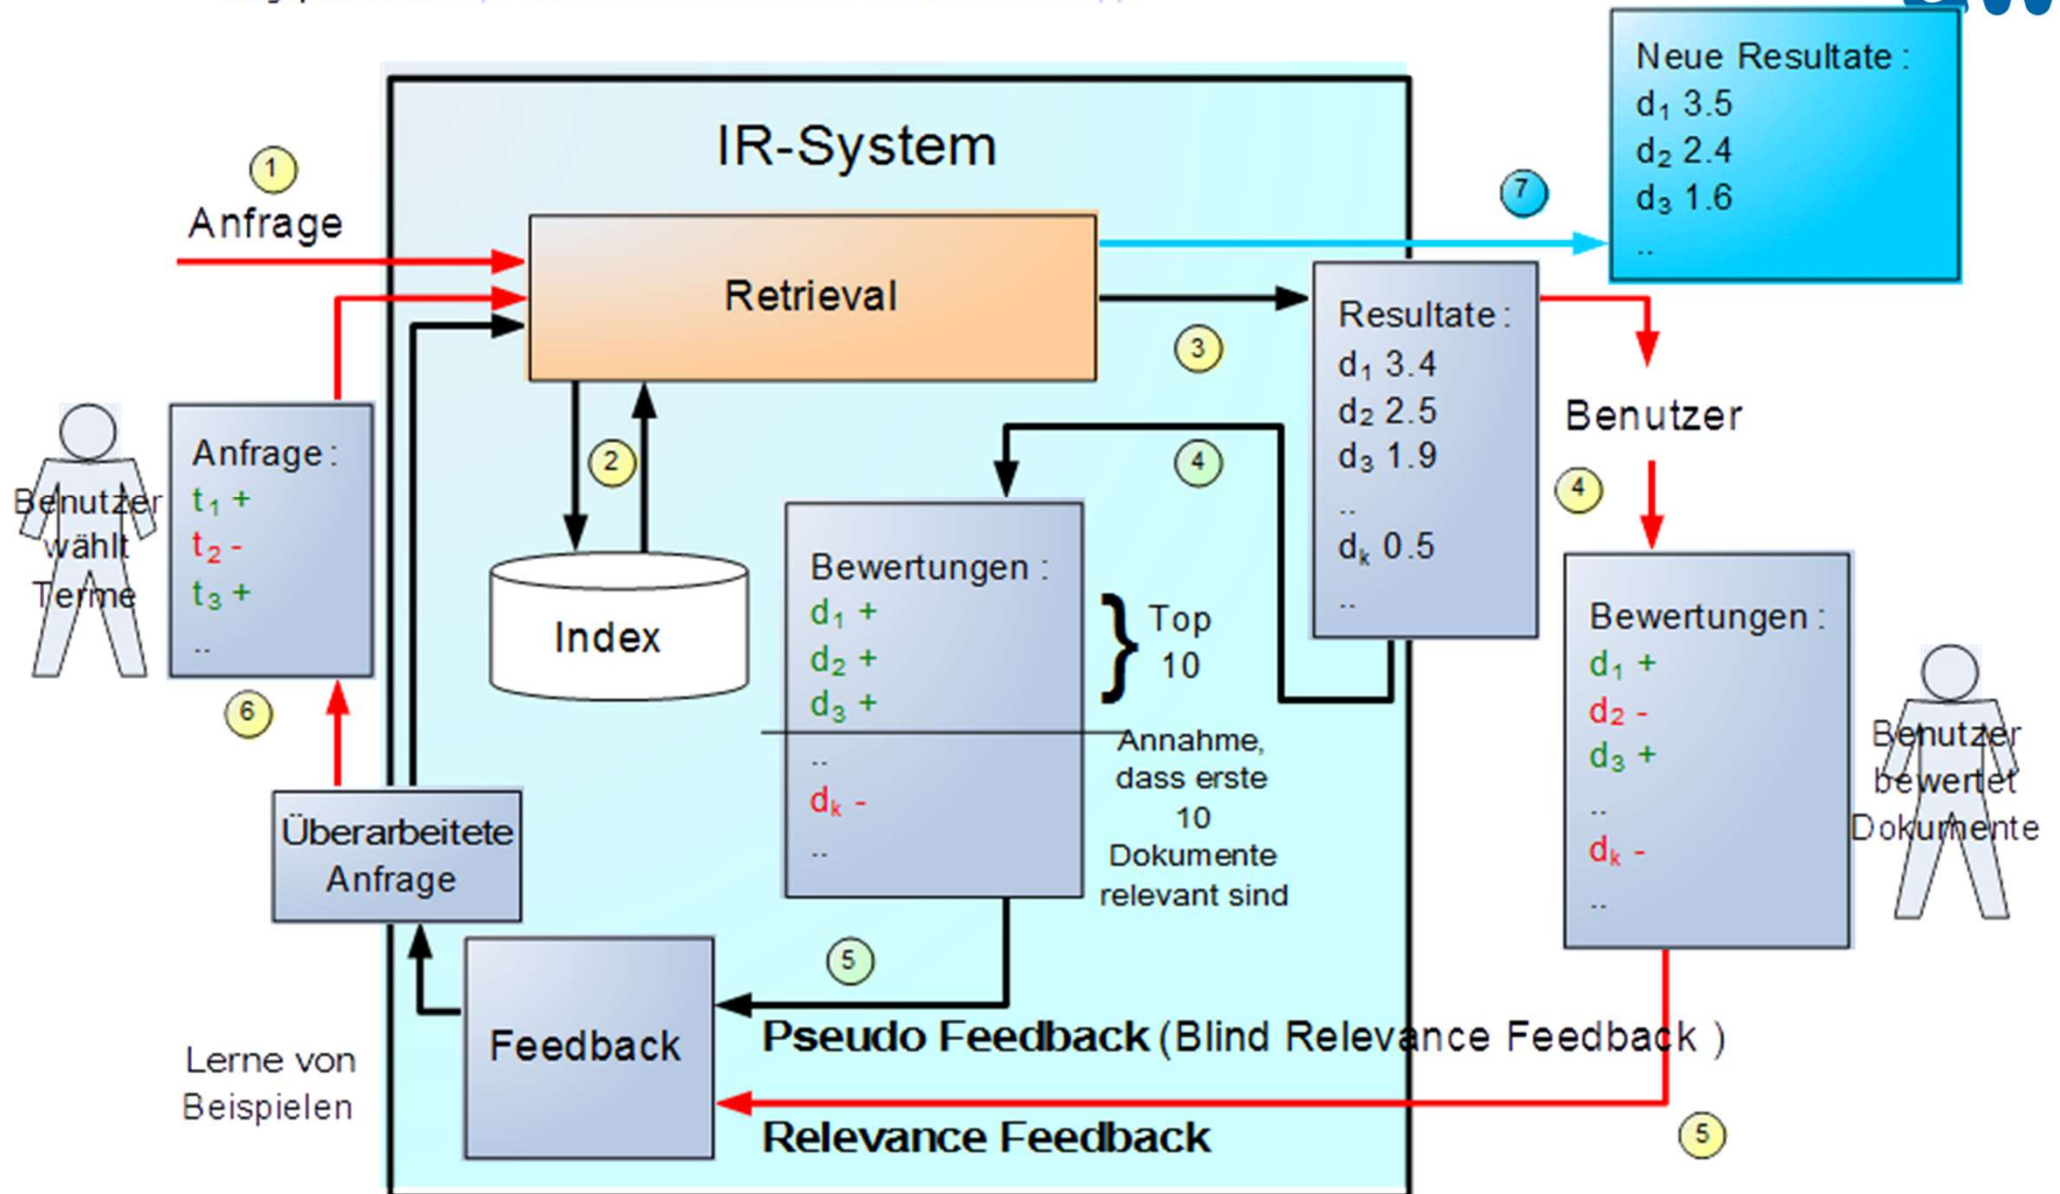 IR-System
1
Anfrage
Retrieval
2
Index
3
Resultate :
d1 3.4
d2 2.5
d3 1.9
..
dk 0.5
..
7
Neue Resultate :
d1 3.5
d2 2.4
d3 1.6
..
Benutzer
4
Bewertungen :
d1 +
d2 -
d3 +
..
dk -
..
Benutzer
bewertet
Dokumente
4
Bewertungen :
d1 +
d2 +
d3 +
..
dk -
..
Top
10
Annahme,
dass erste
10
Dokumente
relevant sind
5
Pseudo Feedback (Blind Relevance Feedback )
5
Relevance Feedback
Feedback
Lerne von
Beispielen
Überarbeitete
Anfrage
6
Anfrage :
t1 +
t2 -
t3 +
..
Benutzer
wählt
Terme